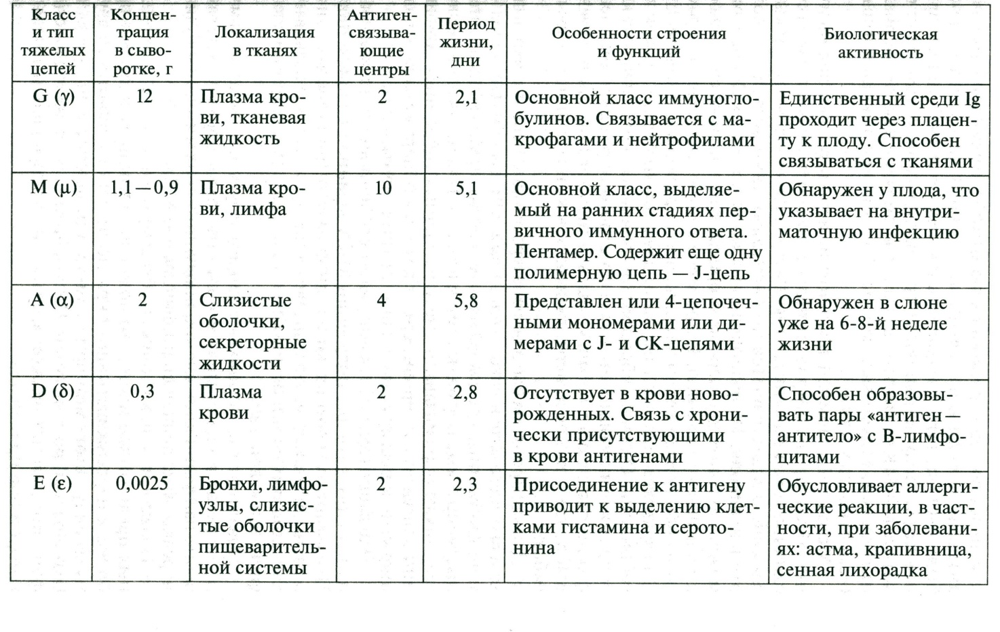 Класс
и тип
тяжелых
цепей
Концен-
трация
в сыво-
ротке, г
Локализация
в тканях
Антиген-
связыва-
ющие
центры
Период
жизни,
дни
Особенности строения
и функций
Биологическая
активность
G (γ)
12
Плазма кро-
ви, тканевая
жидкость
2
2,1
Основной класс иммуногло-
булинов. Связывается с ма-
крофагами и нейтрофилами
Единственный среди Ig
проходит через плацен-
ту к плоду. Способен
связываться с тканями
M (μ)
1,1—0,9
Плазма кро-
ви, лимфа
10
5,1
Основной класс, выделяе-
мый на ранних стадиях пер-
вичного иммунного ответа.
Пентамер. Содержит еще одну
полимерную цепь — J-цепь
Обнаружен у плода, что
указывает на внутри-
маточную инфекцию
A (α)
2
Слизистые
оболочки,
секреторные
жидкости
4
5,8
Представлен или 4-цепочеч-
ными мономерами или ди-
мерами с J- и СК-цепями
Обнаружен в слюне
уже на 6-8-й неделе
жизни
D (δ)
0,3
Плазма
крови
2
2,8
Отсутствует в крови ново-
рожденных. Связь с хрони-
чески присутствующими
в крови антигенами
Способен образовы-
вать пары «антиген—
антитело» с В-лимфо-
цитами
E (ε)
0,0025
Бронхи, лимфо-
узлы, слизис-
тые оболочки
пищеваритель-
ной системы
2
2,3
Присоединение к антигену
приводит к выделению клет-
ками гистамина и серото-
нина
Обусловливает аллерги-
ческие реакции, в част-
ности, при заболевани-
ях: астма, крапивница,
сенная лихорадка